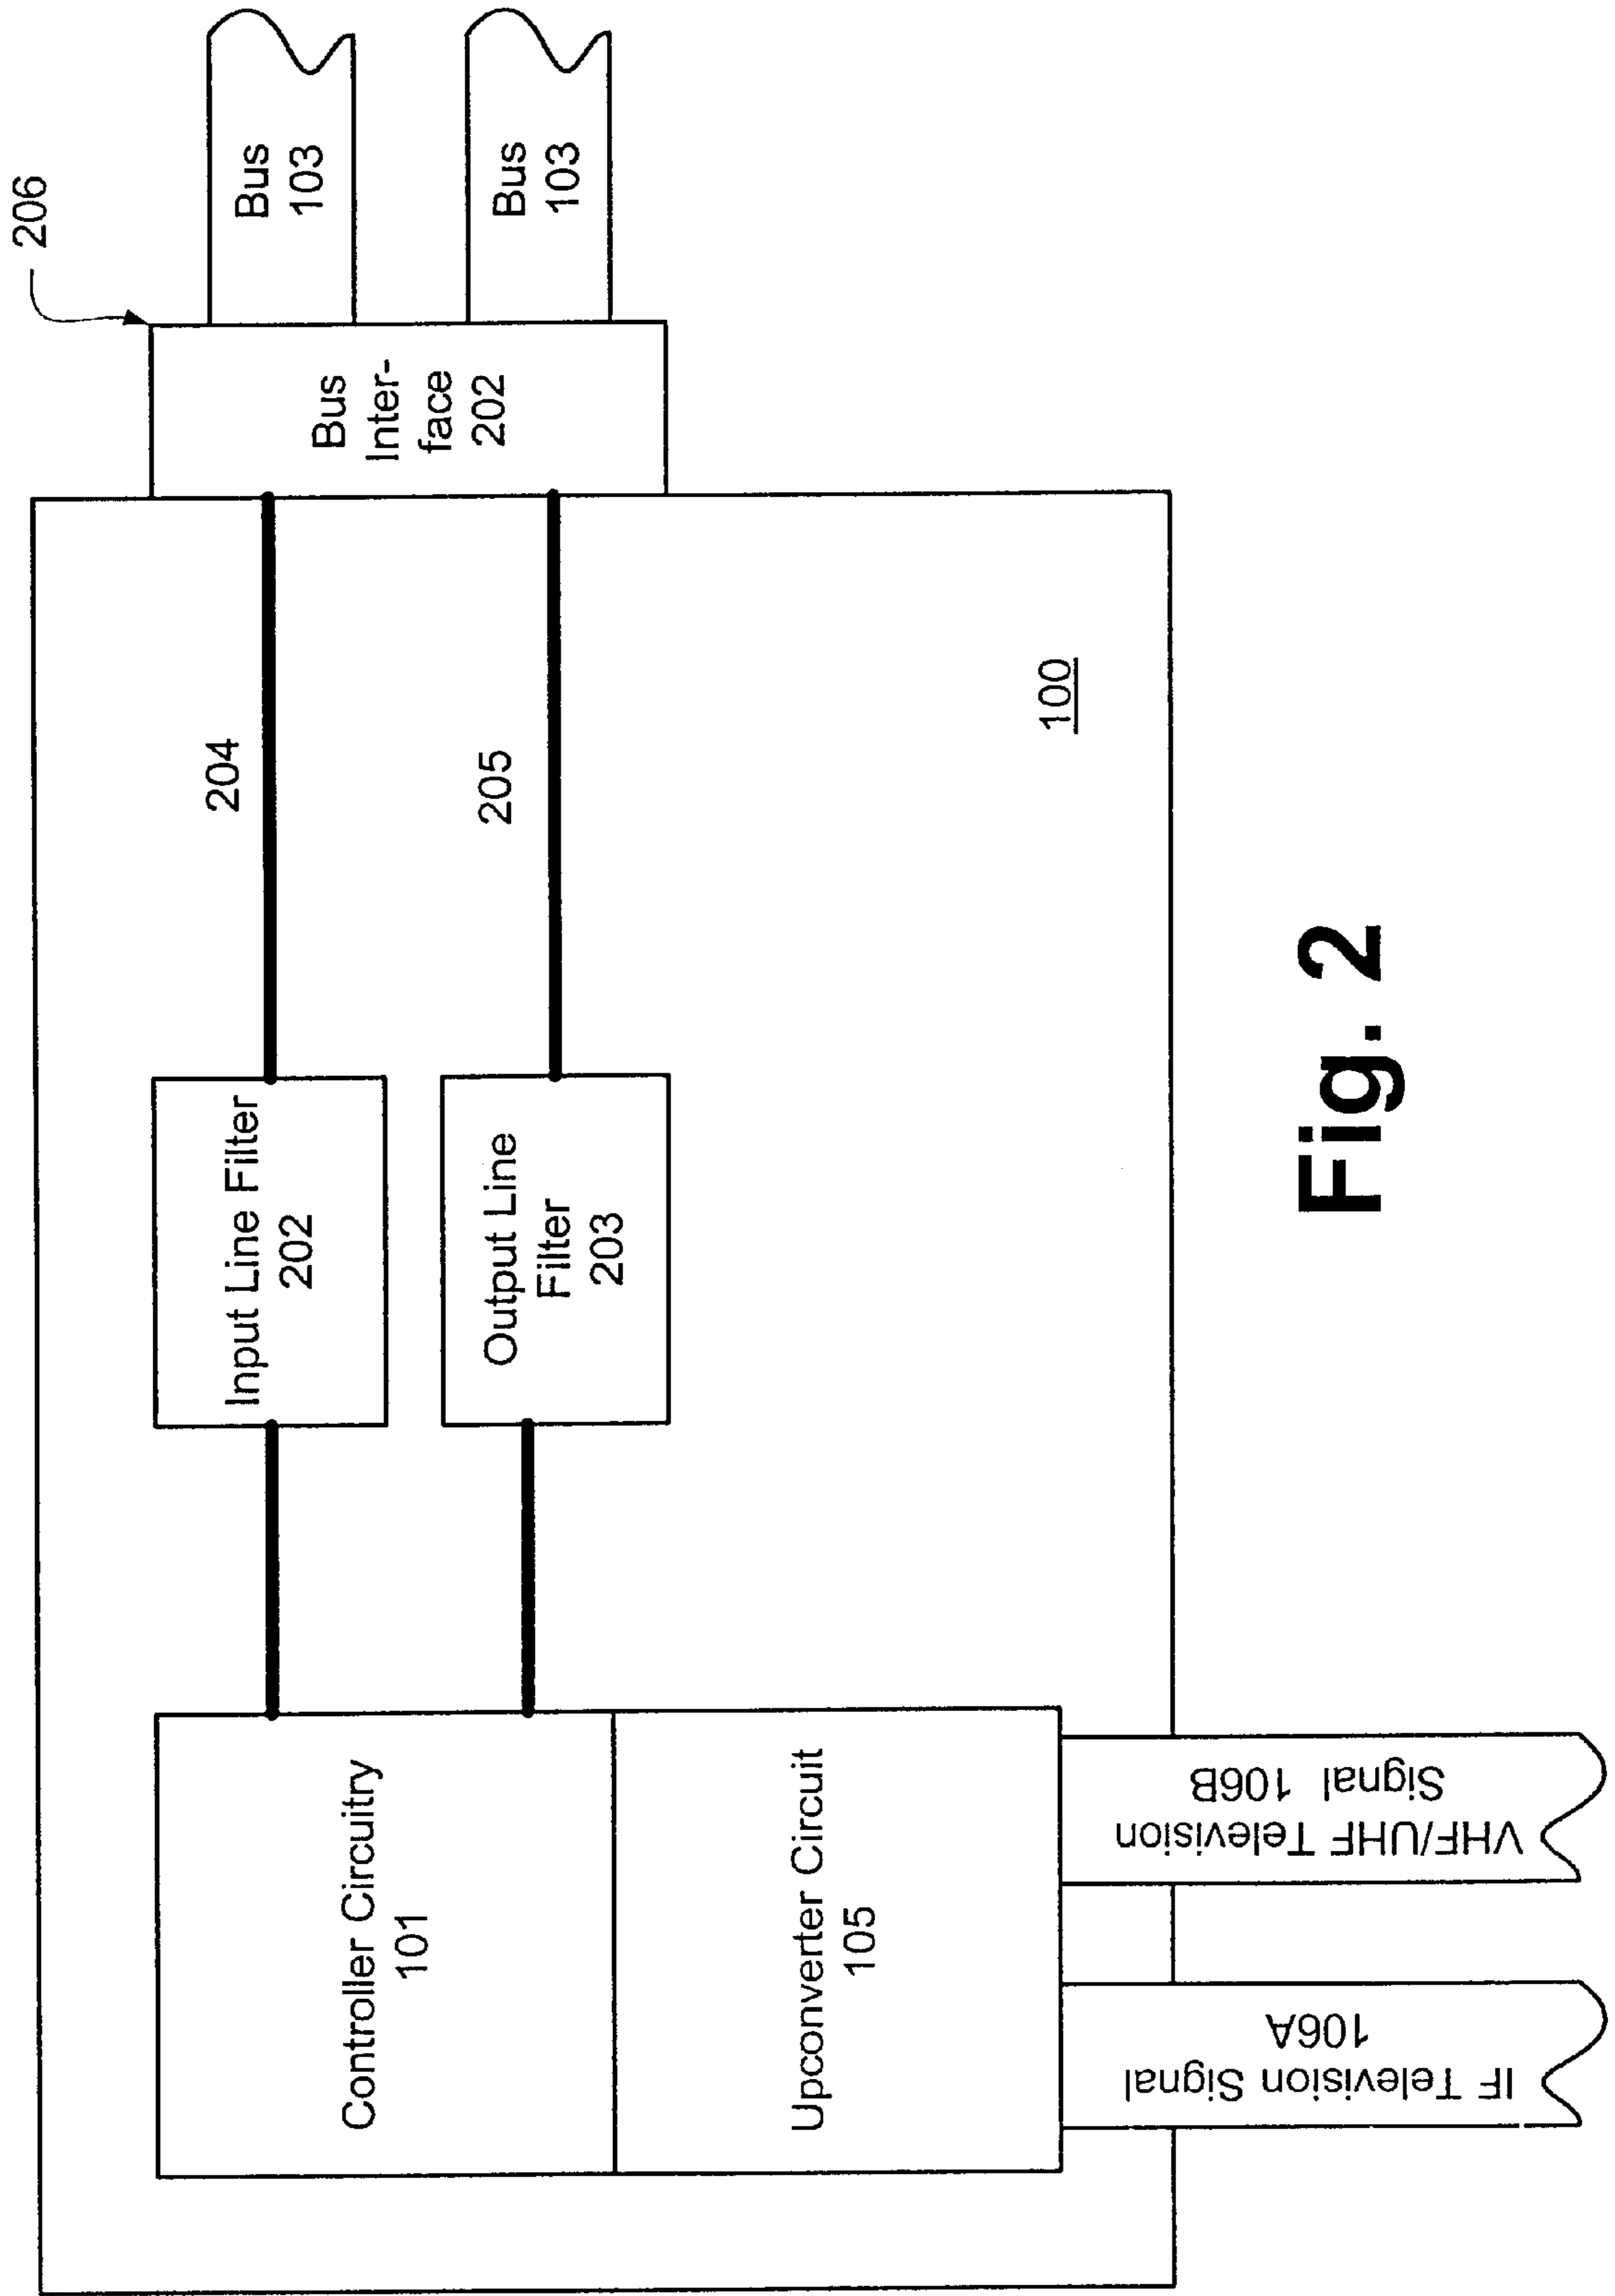 206
Bus
103
Bus
103
Bus
Inter-
face
202
204
205
100
Input Line Filter
202
Output Line
Filter
203
Controller Circuitry
101
Upconverter Circuit
105
VHF/UHF Television
Signal 106B
IF Television Signal
106A
Fig. 2